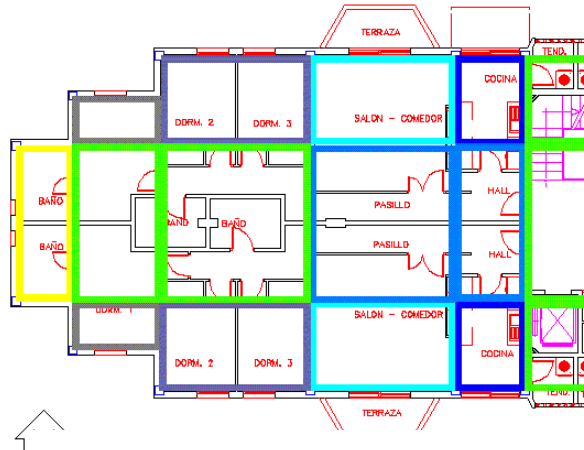 TERRAZA
TEND.
COCINA
DORM. 2
DORM. 3
SALON - COMEDOR
BAÑO
HALL
PASILLO
BAÑO
BAÑO
PASILLO
HALL
DORM. 1
SALON - COMEDOR
COCINA
DORM. 2
DORM. 3
TEND.
TERRAZA